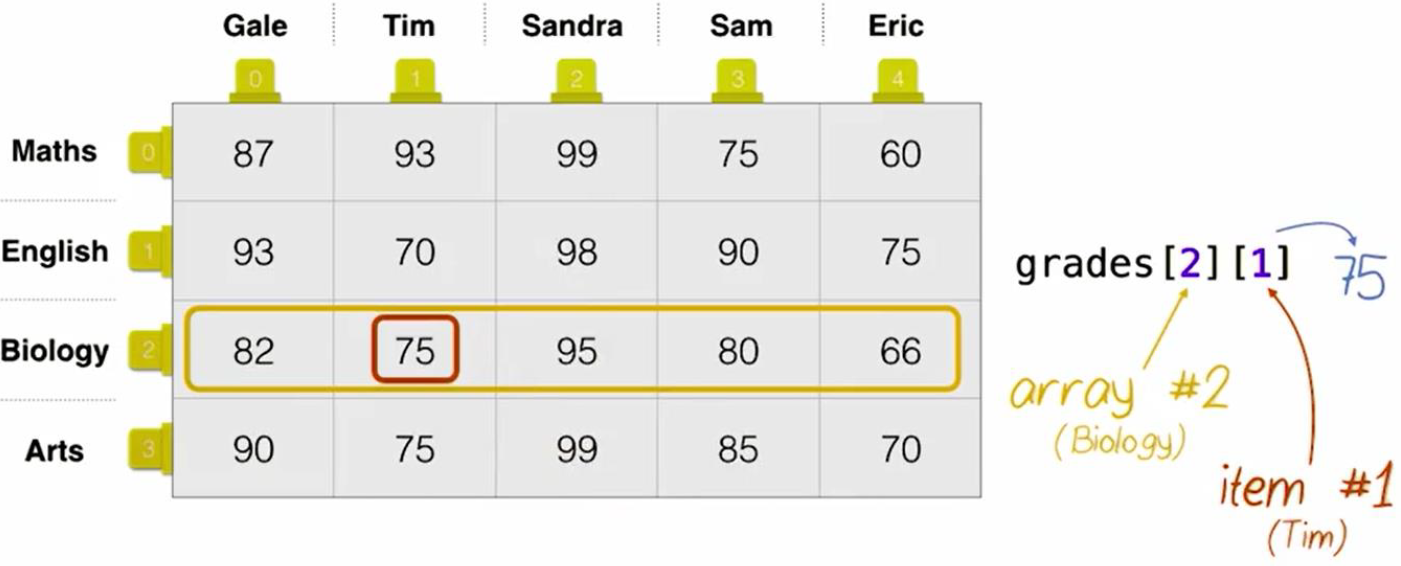 Gale Tim Sandra Sam Eric
0 1 2 3 4
Maths 0 87 93 99 75 60
English 1 93 70 98 90 75
Biology 2 82 75 95 80 66
Arts 3 90 75 99 85 70
grades[2][1] 75
array #2
(Biology)
item #1
(Tim)